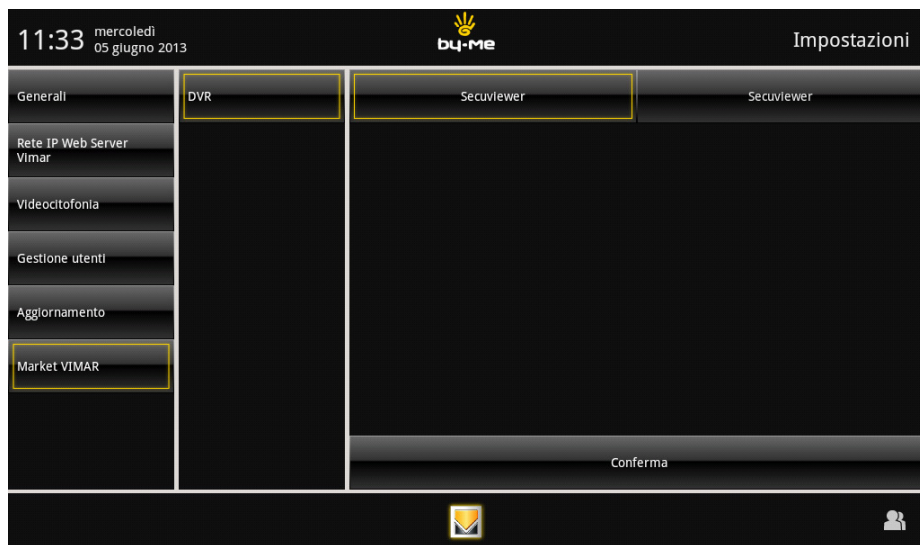 11:33 mercoledì
05 giugno 2013
by-me
Impostazioni
Generali
Rete IP Web Server
Vimar
Videocitofonia
Gestione utenti
Aggiornamento
Market VIMAR
DVR
Secuviewer
Secuviewer
Conferma